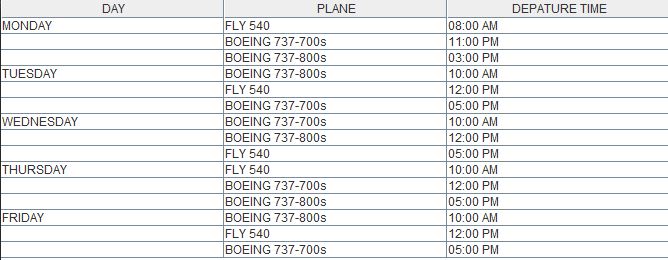 DAY PLANE DEPATURE TIME
MONDAY FLY 540 08:00 AM
BOEING 737-700s 11:00 PM
BOEING 737-800s 03:00 PM
TUESDAY BOEING 737-800s 10:00 AM
FLY 540 12:00 PM
BOEING 737-700s 05:00 PM
WEDNESDAY BOEING 737-700s 10:00 AM
BOEING 737-800s 12:00 PM
FLY 540 05:00 PM
THURSDAY FLY 540 10:00 AM
BOEING 737-700s 12:00 PM
BOEING 737-800s 05:00 PM
FRIDAY BOEING 737-800s 10:00 AM
FLY 540 12:00 PM
BOEING 737-700s 05:00 PM